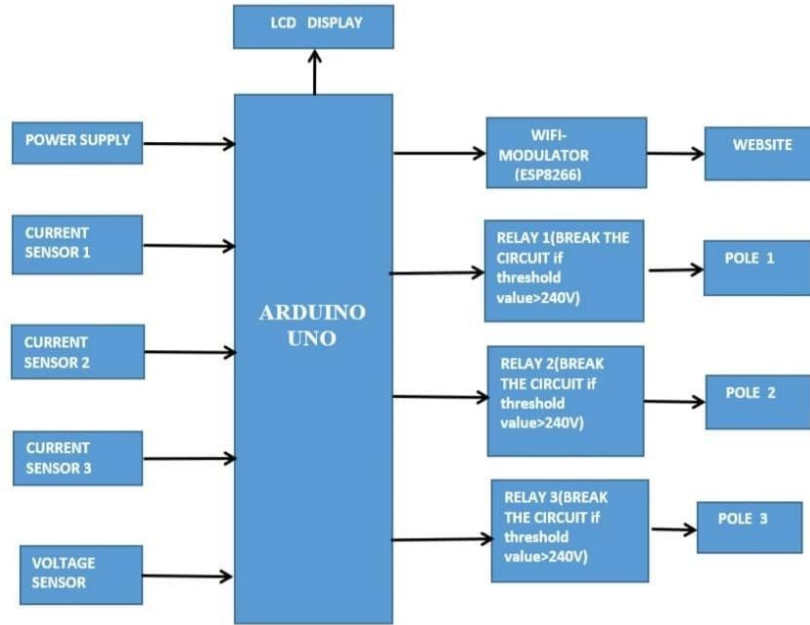 LCD DISPLAY
POWER SUPPLY
CURRENT
SENSOR 1
CURRENT
SENSOR 2
CURRENT
SENSOR 3
VOLTAGE
SENSOR
ARDUINO
UNO
WIFI-
MODULATOR
(ESP8266)
WEBSITE
RELAY 1(BREAK THE
CIRCUIT if
threshold
value>240V)
POLE 1
RELAY 2(BREAK
THE CIRCUIT if
threshold
value>240V)
POLE 2
RELAY 3(BREAK
THE CIRCUIT if
threshold
value>240V)
POLE 3